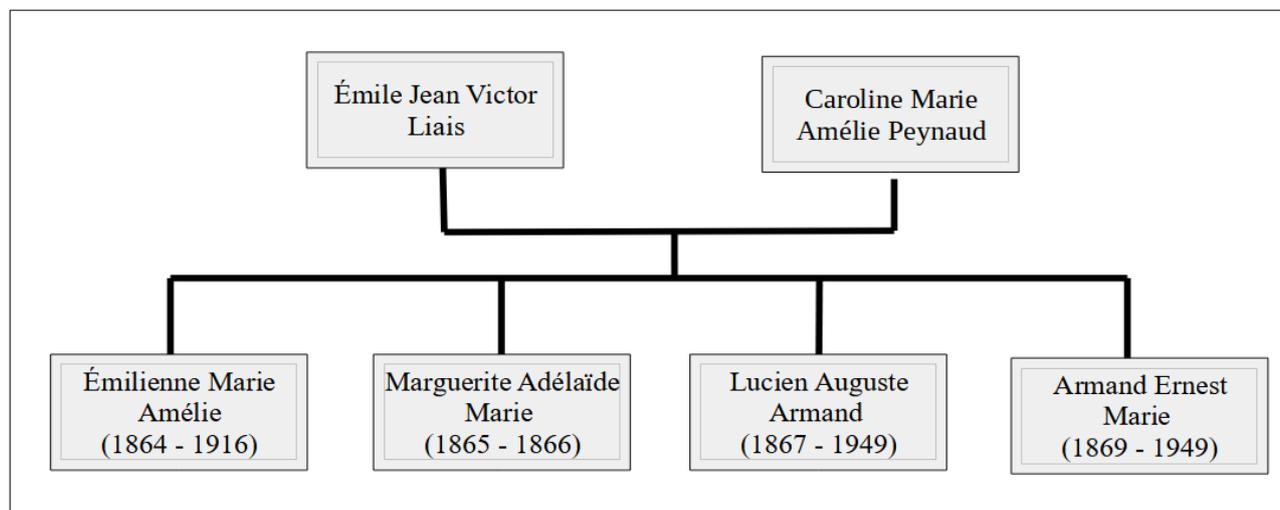 Émile Jean Victor
Liais
Caroline Marie
Amélie Peynaud
Émilienne Marie
Amélie
(1864 - 1916)
Marguerite Adélaïde
Marie
(1865 - 1866)
Lucien Auguste
Armand
(1867 - 1949)
Armand Ernest
Marie
(1869 - 1949)